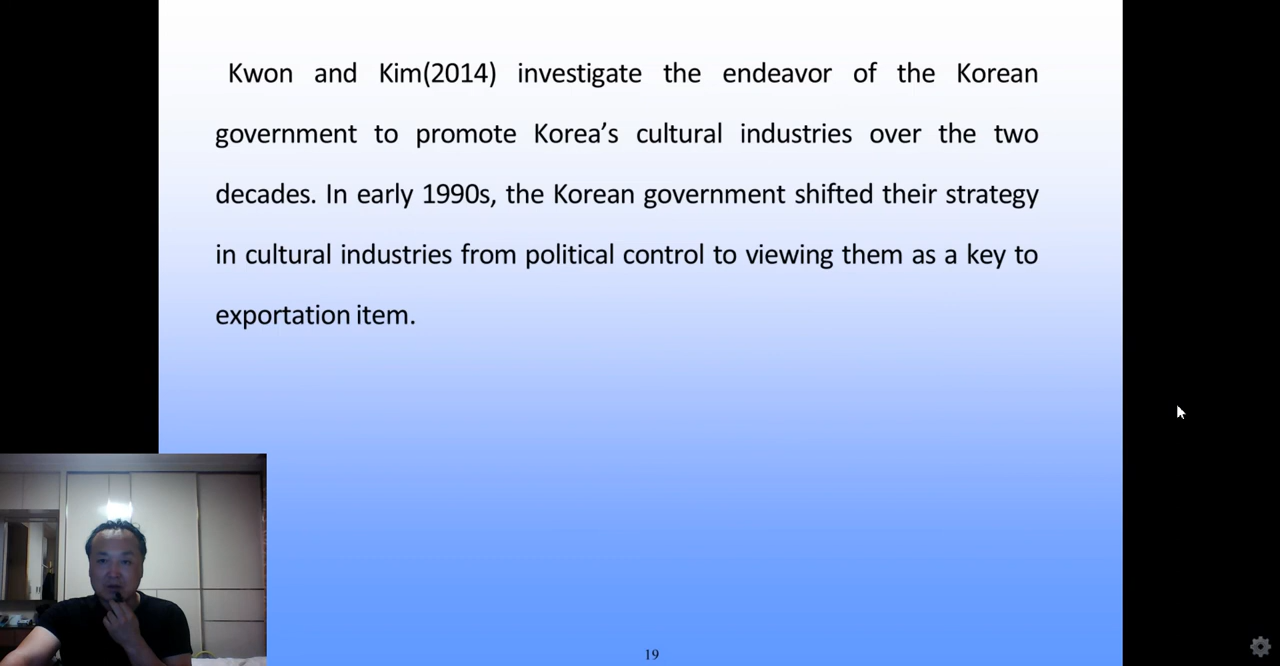 Kwon and Kim(2014) investigate the endeavor of the Korean
government to promote Korea’s cultural industries over the two
decades. In early 1990s, the Korean government shifted their strategy
in cultural industries from political control to viewing them as a key to
exportation item.
19